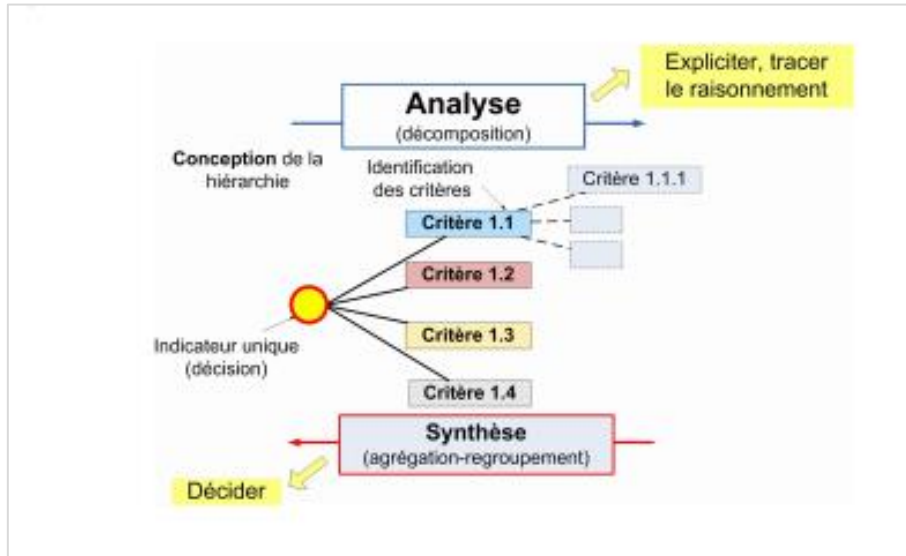 Expliciter, tracer
le raisonnement
Analyse
(décomposition)
Conception de la
hiérarchie
Identification
des critères
Critère 1.1.1
Critère 1.1
Critère 1.2
Critère 1.3
Indicateur unique
(décision)
Critère 1.4
Synthèse
(agrégation-regroupement)
Décider